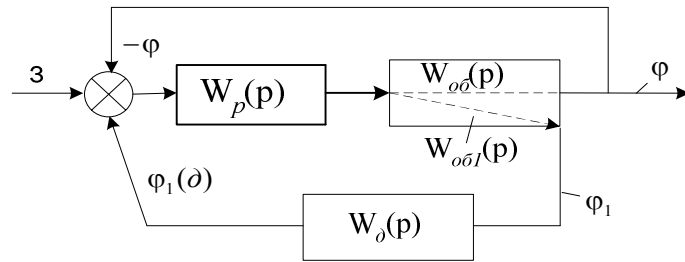 −φ
З
Wр(p)
Wоб(p)
φ
Wоб1(p)
φ1(д)
φ1
Wд(p)